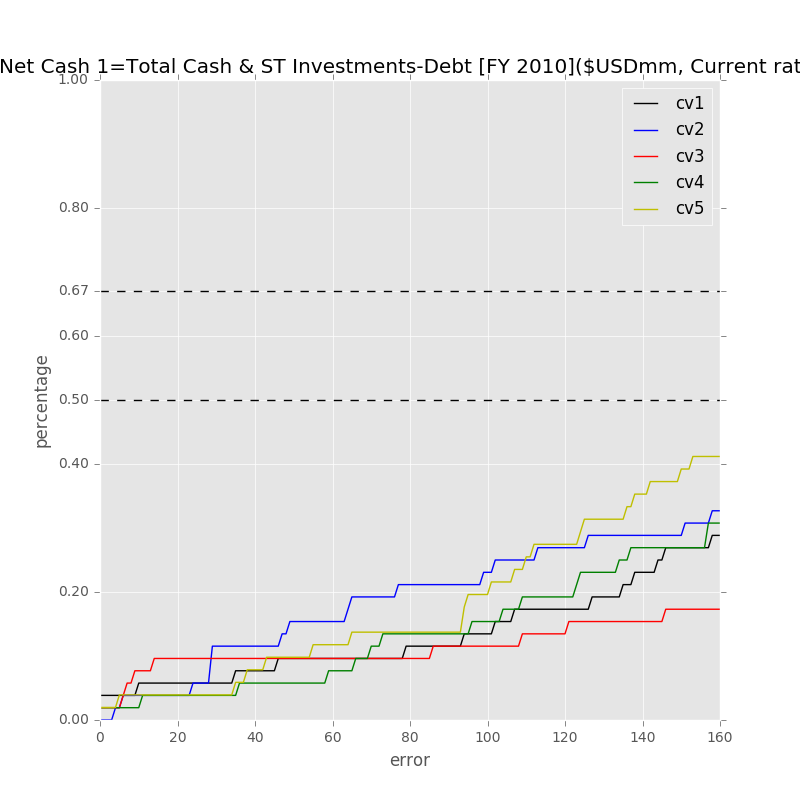 Net Cash 1=Total Cash & ST Investments-Debt [FY 2010]($USDmm, Current rat
1.00
0.80
0.67
0.60
0.50
0.40
0.20
0.00
percentage
cv1
cv2
cv3
cv4
cv5
0 20 40 60 80 100 120 140 160
error